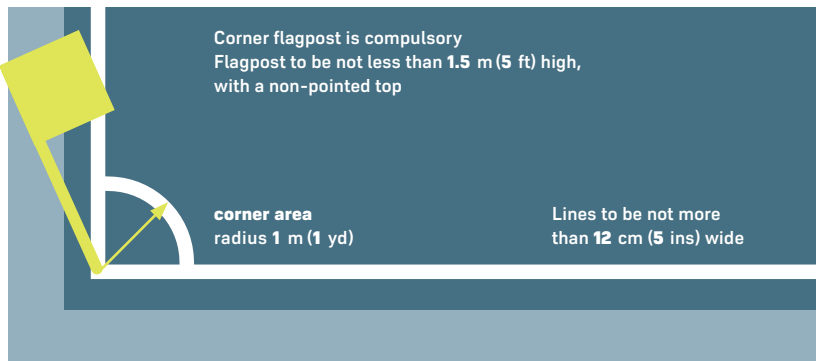 Corner flagpost is compulsory
Flagpost to be not less than 1.5 m (5 ft) high,
with a non-pointed top
corner area
radius 1 m (1 yd)
Lines to be not more
than 12 cm (5 ins) wide